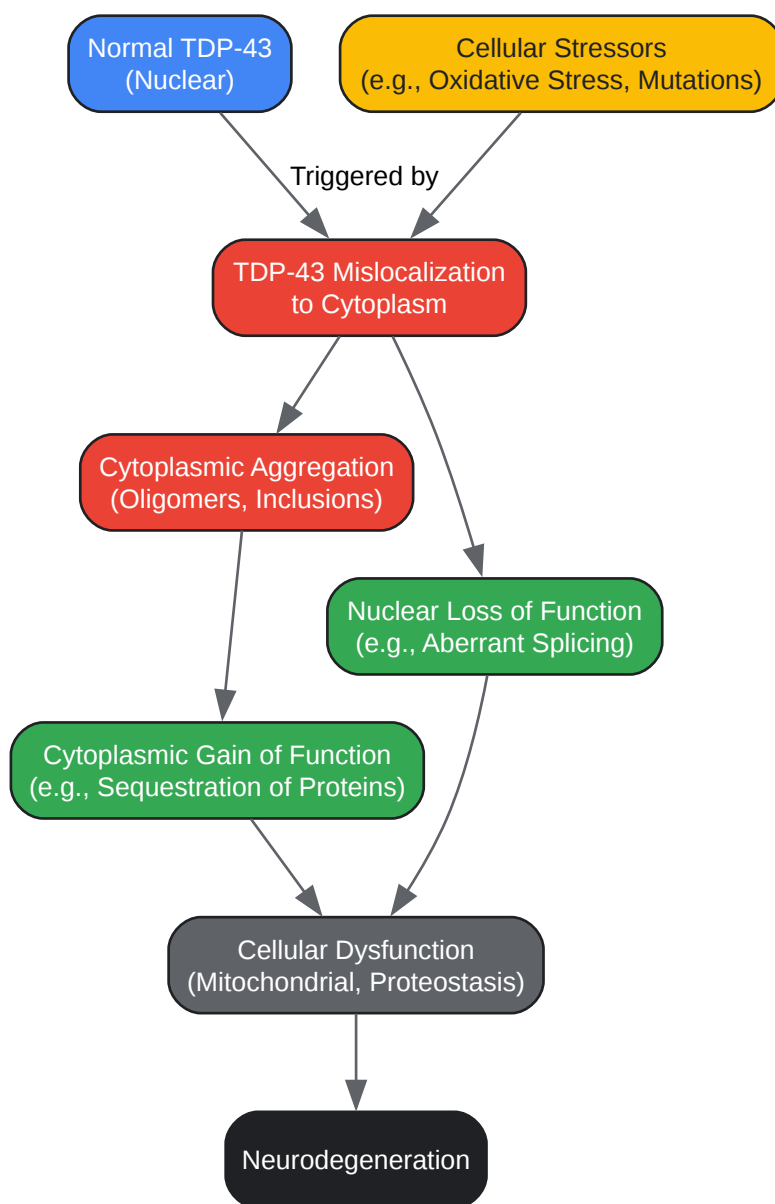 Normal TDP-43
(Nuclear)
Cellular Stressors
(e.g., Oxidative Stress, Mutations)
Triggered by
TDP-43 Mislocalization
to Cytoplasm
Cytoplasmic Aggregation
(Oligomers, Inclusions)
Nuclear Loss of Function
(e.g., Aberrant Splicing)
Cytoplasmic Gain of Function
(e.g., Sequestration of Proteins)
Cellular Dysfunction
(Mitochondrial, Proteostasis)
Neurodegeneration